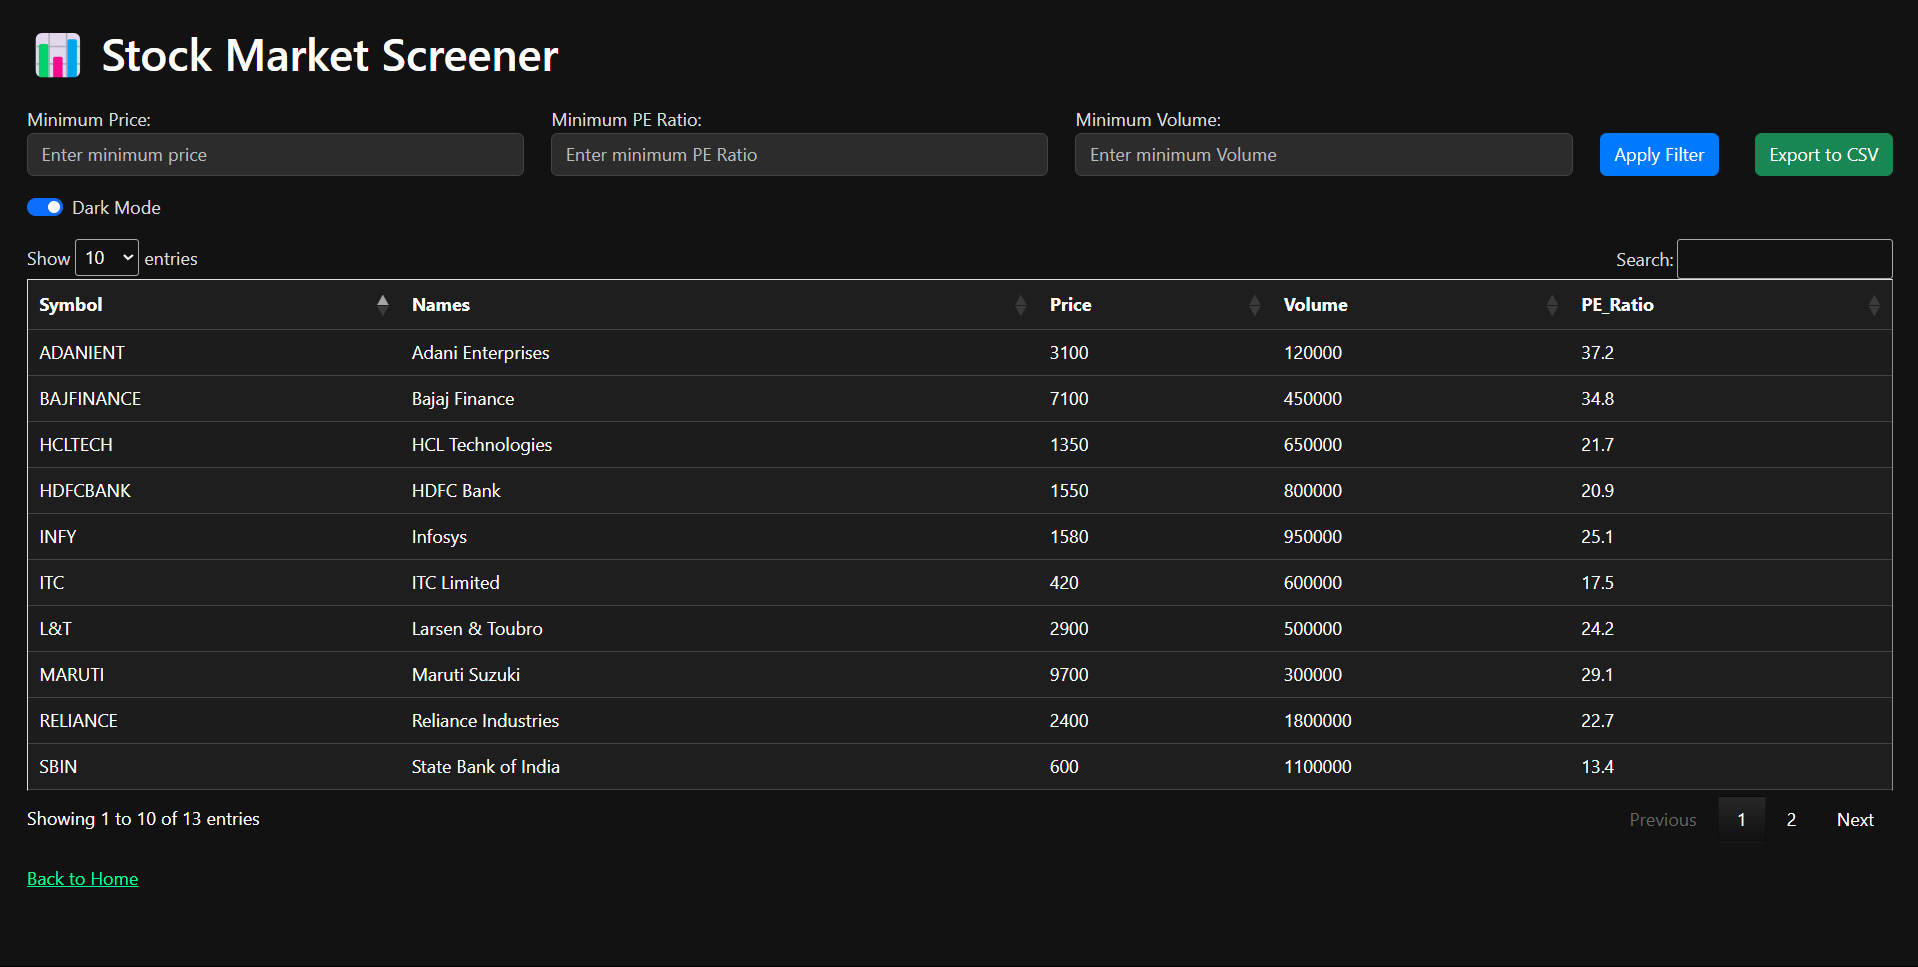 Stock Market Screener
Minimum Price: Minimum PE Ratio: Minimum Volume:
Enter minimum price Enter minimum PE Ratio Enter minimum Volume Apply Filter Export to CSV
Dark Mode
Show 10 entries Search:
Symbol Names Price Volume PE_Ratio
ADANIENT Adani Enterprises 3100 120000 37.2
BAJFINANCE Bajaj Finance 7100 450000 34.8
HCLTECH HCL Technologies 1350 650000 21.7
HDFCBANK HDFC Bank 1550 800000 20.9
INFY Infosys 1580 950000 25.1
ITC ITC Limited 420 600000 17.5
L&T Larsen & Toubro 2900 500000 24.2
MARUTI Maruti Suzuki 9700 300000 29.1
RELIANCE Reliance Industries 2400 1800000 22.7
SBIN State Bank of India 600 1100000 13.4
Showing 1 to 10 of 13 entries Previous 1 2 Next
Back to Home